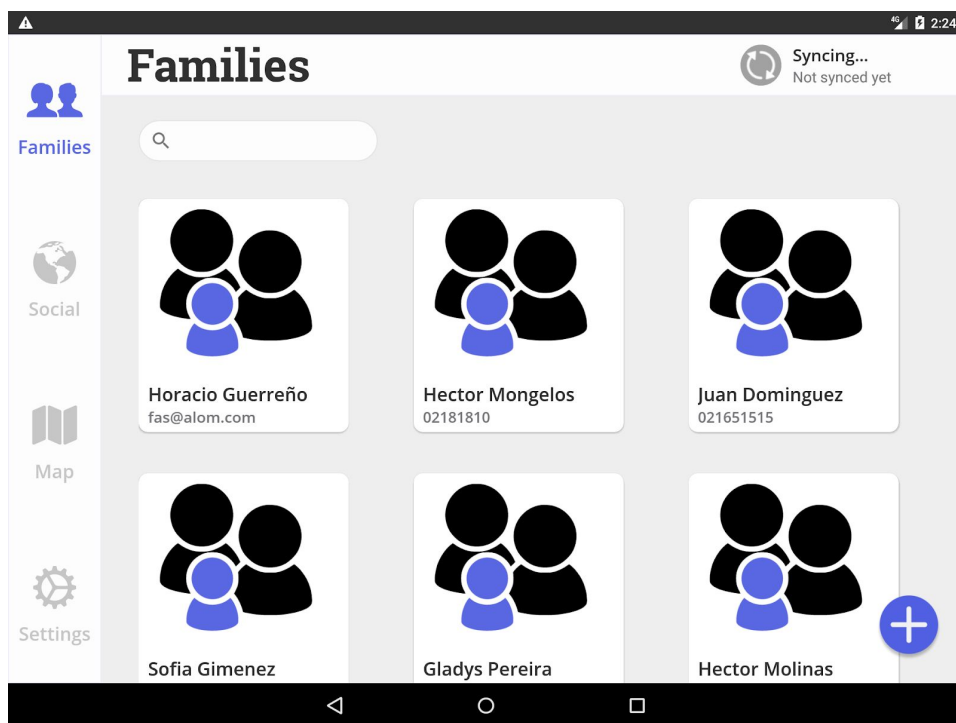 4G 2:24
Families
Syncing...
Not synced yet
Families
Social
Map
Settings
Horacio Guerreño
fas@alom.com
Hector Mongelos
02181810
Juan Dominguez
021651515
Sofia Gimenez
Gladys Pereira
Hector Molinas